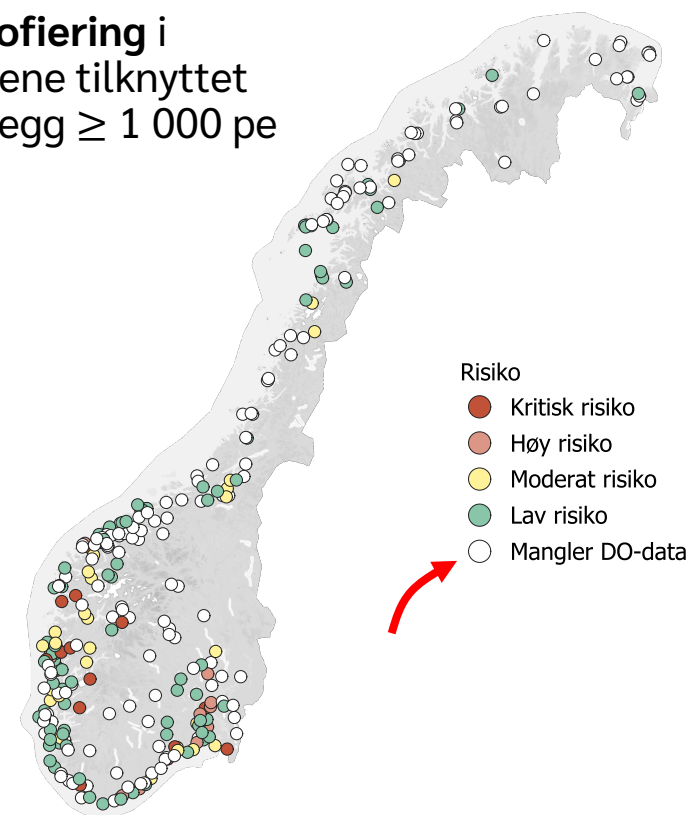 ofiering i
ene tilknyttet
egg ≥ 1 000 pe
Risiko
Kritisk risiko
Høy risiko
Moderat risiko
Lav risiko
Mangler DO-data